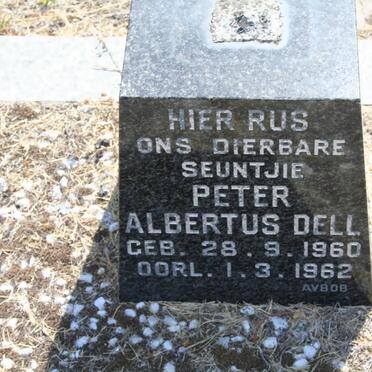 HIER RUS
ONS DIERBARE
SEUNTJIE
PETER
ALBERTUS DELL
GEB. 28. 9. 1960
OORL. 1. 3. 1962
AVBOB